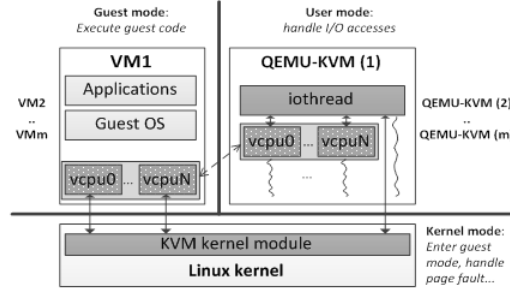 Guest mode:
Execute guest code
User mode:
handle I/O accesses
VM1
Applications
Guest OS
vcpu0 ... vcpuN
VM2
..
VMm
QEMU-KVM (1)
iothread
vcpu0 ... vcpuN
...
QEMU-KVM (2)
..
QEMU-KVM (m
KVM kernel module
Linux kernel
Kernel mode:
Enter guest
mode, handle
page fault...